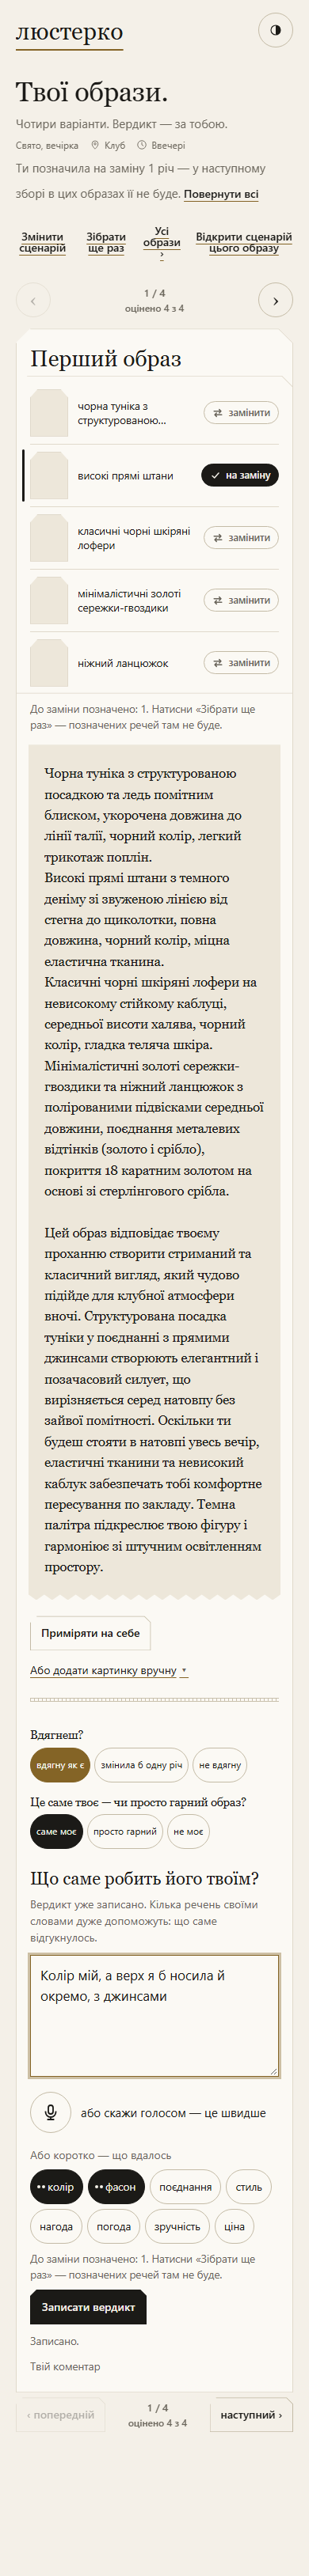 люстерко
Твої образи.
Чотири варіанти. Вердикт — за тобою.
Свято, вечірка Клуб Ввечері
Ти позначила на заміну 1 річ — у наступному
зборі в цих образах її не буде. Повернути всі
Змінити
сценарій
Зібрати
ще раз
Усі
образи
›
Відкрити сценарій
цього образу
‹
1 / 4
оцінено 4 з 4
›
Перший образ
чорна туніка з
структурованою...
замінити
високі прямі штани
на заміну
класичні чорні шкіряні
лофери
замінити
мінімалістичні золоті
сережки-гвоздики
замінити
ніжний ланцюжок
замінити
До заміни позначено: 1. Натисни «Зібрати ще
раз» — позначених речей там не буде.
Чорна туніка з структурованою
посадкою та ледь помітним
блиском, укорочена довжина до
лінії талії, чорний колір, легкий
трикотаж поплін.
Високі прямі штани з темного
деніму зі звуженою лінією від
стегна до щиколотки, повна
довжина, чорний колір, міцна
еластична тканина.
Класичні чорні шкіряні лофери на
невисокому стійкому каблуці,
середньої висоти халява, чорний
колір, гладка теляча шкіра.
Мінімалістичні золоті сережки-
гвоздики та ніжний ланцюжок з
полірованими підвісками середньої
довжини, поєднання металевих
відтінків (золото і срібло),
покриття 18 каратним золотом на
основі зі стерлінгового срібла.
Цей образ відповідає твоєму
проханню створити стриманий та
класичний вигляд, який чудово
підійде для клубної атмосфери
вночі. Структурована посадка
туніки у поєднанні з прямими
джинсами створюють елегантний і
позачасовий силует, що
вирізняється серед натовпу без
зайвої помітності. Оскільки ти
будеш стояти в натовпі увесь вечір,
еластичні тканини та невисокий
каблук забезпечать тобі комфортне
пересування по закладу. Темна
палітра підкреслює твою фігуру і
гармоніює зі штучним освітленням
простору.
Приміряти на себе
Або додати картинку вручну
Вдягнеш?
вдягну як є
змінила б одну річ
не вдягну
Це саме твоє — чи просто гарний образ?
саме моє
просто гарний
не моє
Що саме робить його твоїм?
Вердикт уже записано. Кілька речень своїми
словами дуже допоможуть: що саме
відгукнулось.
Колір мій, а верх я б носила й
окремо, з джинсами
або скажи голосом — це швидше
Або коротко — що вдалось
колір
фасон
поєднання
стиль
нагода
погода
зручність
ціна
До заміни позначено: 1. Натисни «Зібрати ще
раз» — позначених речей там не буде.
Записати вердикт
Записано.
Твій коментар
‹ попередній
1 / 4
оцінено 4 з 4
наступний ›